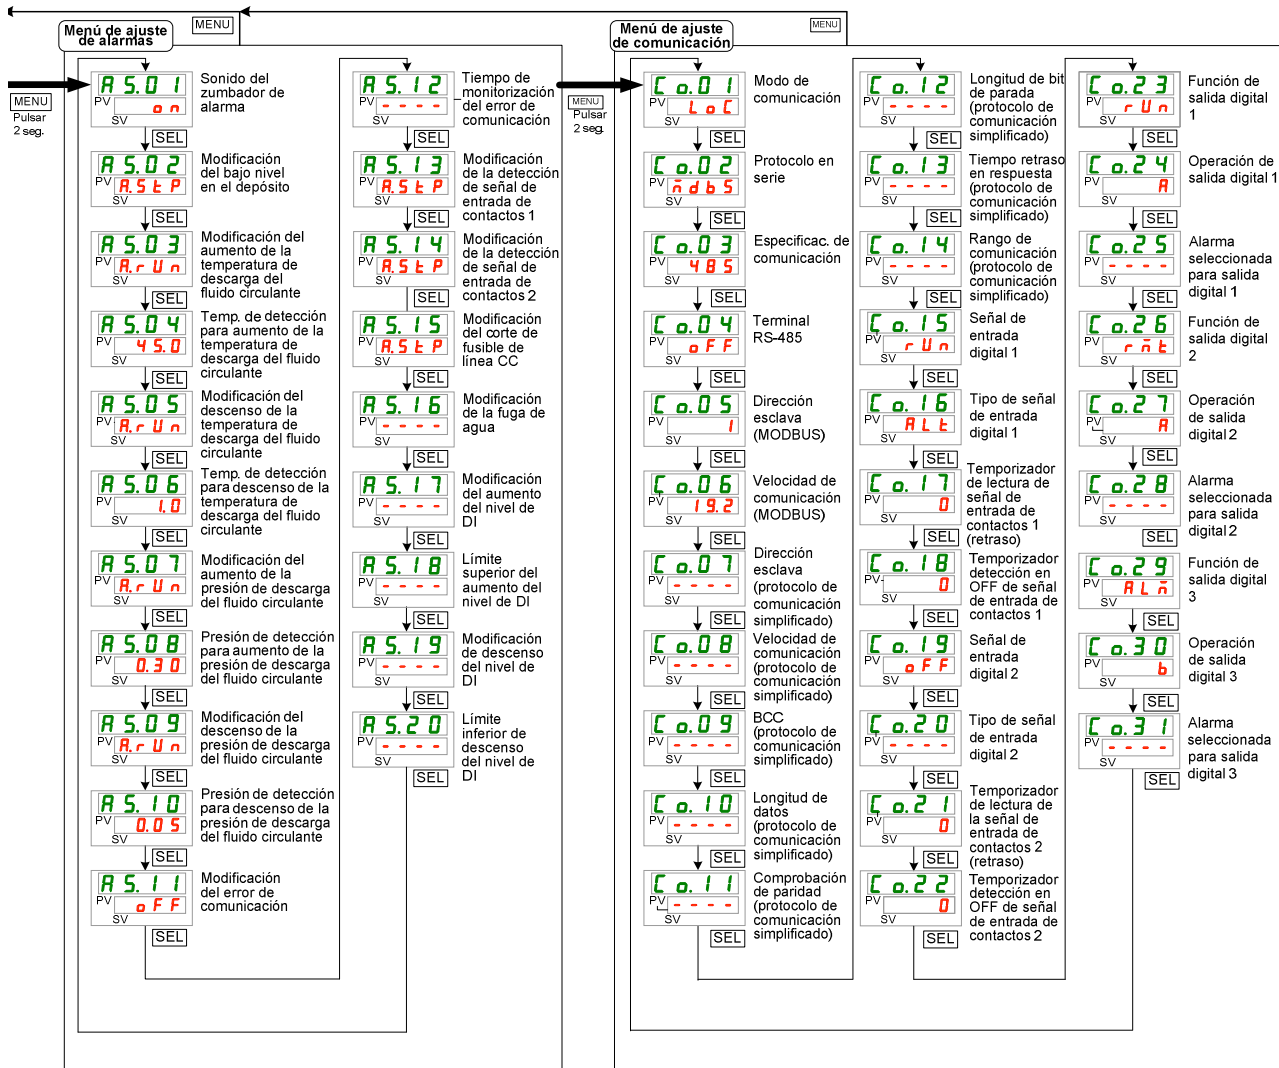 MENU
MENU
Menú de ajuste
de alarmas
MENU
Pulsar
2 seg.
AS.01
PV
on
SV
Sonido del
zumbador de
alarma
SEL
AS.02
PV
A.StP
SV
Modificación
del bajo nivel
en el depósito
SEL
AS.03
PV
A.rUn
SV
Modificación del
aumento de la
temperatura de
descarga del
fluido circulante
SEL
AS.04
PV
45.0
SV
Temp. de detección
para aumento de la
temperatura de
descarga del fluido
circulante
SEL
AS.05
PV
A.rUn
SV
Modificación del
descenso de la
temperatura de
descarga del fluido
circulante
SEL
AS.06
PV
1.0
SV
Temp. de detección
para descenso de la
temperatura de
descarga del fluido
circulante
SEL
AS.07
PV
A.rUn
SV
Modificación del
aumento de la
presión de descarga
del fluido circulante
SEL
AS.08
PV
0.30
SV
Presión de detección
para aumento de la
presión de descarga
del fluido circulante
SEL
AS.09
PV
A.rUn
SV
Modificación del
descenso de la
presión de descarga
del fluido circulante
SEL
AS.10
PV
0.05
SV
Presión de detección
para descenso de la
presión de descarga
del fluido circulante
SEL
AS.11
PV
oFF
SV
Modificación
del error de
comunicación
SEL
AS.12
PV
----
SV
Tiempo de
monitorización
del error de
comunicación
SEL
AS.13
PV
A.StP
SV
Modificación
de la detección
de señal de
entrada de
contactos 1
SEL
AS.14
PV
A.StP
SV
Modificación
de la detección
de señal de
entrada de
contactos 2
SEL
AS.15
PV
A.StP
SV
Modificación
del corte de
fusible de
línea CC
SEL
AS.16
PV
----
SV
Modificación
de la fuga de
agua
SEL
AS.17
PV
----
SV
Modificación
del aumento
del nivel de
DI
SEL
AS.18
PV
----
SV
Límite
superior del
aumento del
nivel de DI
SEL
AS.19
PV
----
SV
Modificación
de descenso
del nivel de
DI
SEL
AS.20
PV
----
SV
Límite
inferior de
descenso
del nivel de
DI
SEL
Menú de ajuste
de comunicación
MENU
Pulsar
2 seg.
Co.01
PV
LoC
SV
Modo de
comunicación
SEL
Co.02
PV
ñdbS
SV
Protocolo en
serie
SEL
Co.03
PV
485
SV
Especificac. de
comunicación
SEL
Co.04
PV
oFF
SV
Terminal
RS-485
SEL
Co.05
PV
1
SV
Dirección
esclava
(MODBUS)
SEL
Co.06
PV
19.2
SV
Velocidad de
comunicación
(MODBUS)
SEL
Co.07
PV
----
SV
Dirección
esclava
(protocolo de
comunicación
simplificado)
SEL
Co.08
PV
----
SV
Velocidad de
comunicación
(protocolo de
comunicación
simplificado)
SEL
Co.09
PV
----
SV
BCC
(protocolo de
comunicación
simplificado)
SEL
Co.10
PV
----
SV
Longitud de
datos
(protocolo de
comunicación
simplificado)
SEL
Co.11
PV
----
SV
Comprobación
de paridad
(protocolo de
comunicación
simplificado)
SEL
Co.12
PV
----
SV
Longitud de bit
de parada
(protocolo de
comunicación
simplificado)
SEL
Co.13
PV
----
SV
Tiempo retraso
en respuesta
(protocolo de
comunicación
simplificado)
SEL
Co.14
PV
----
SV
Rango de
comunicación
(protocolo de
comunicación
simplificado)
SEL
Co.15
PV
rUn
SV
Señal de
entrada
digital 1
SEL
Co.16
PV
ALt
SV
Tipo de señal
de entrada
digital 1
SEL
Co.17
PV
0
SV
Temporizador
de lectura de
señal de
entrada de
contactos 1
(retraso)
SEL
Co.18
PV
0
SV
Temporizador
detección en
OFF de señal
de entrada de
contactos 1
SEL
Co.19
PV
oFF
SV
Señal de
entrada
digital 2
SEL
Co.20
PV
----
SV
Tipo de señal
de entrada
digital 2
SEL
Co.21
PV
0
SV
Temporizador
de lectura de
la señal de
entrada de
contactos 2
(retraso)
SEL
Co.22
PV
0
SV
Temporizador
detección en
OFF de señal
de entrada de
contactos 2
SEL
Co.23
PV
rUn
SV
Función de
salida digital
1
SEL
Co.24
PV
A
SV
Operación de
salida digital 1
SEL
Co.25
PV
----
SV
Alarma
seleccionada
para salida
digital 1
SEL
Co.26
PV
rñt
SV
Función de
salida digital
2
SEL
Co.27
PV
A
SV
Operación
de salida
digital 2
SEL
Co.28
PV
----
SV
Alarma
seleccionada
para salida
digital 2
SEL
Co.29
PV
ALñ
SV
Función de
salida digital
3
SEL
Co.30
PV
b
SV
Operación
de salida
digital 3
SEL
Co.31
PV
----
SV
Alarma
seleccionada
para salida
digital 3
SEL